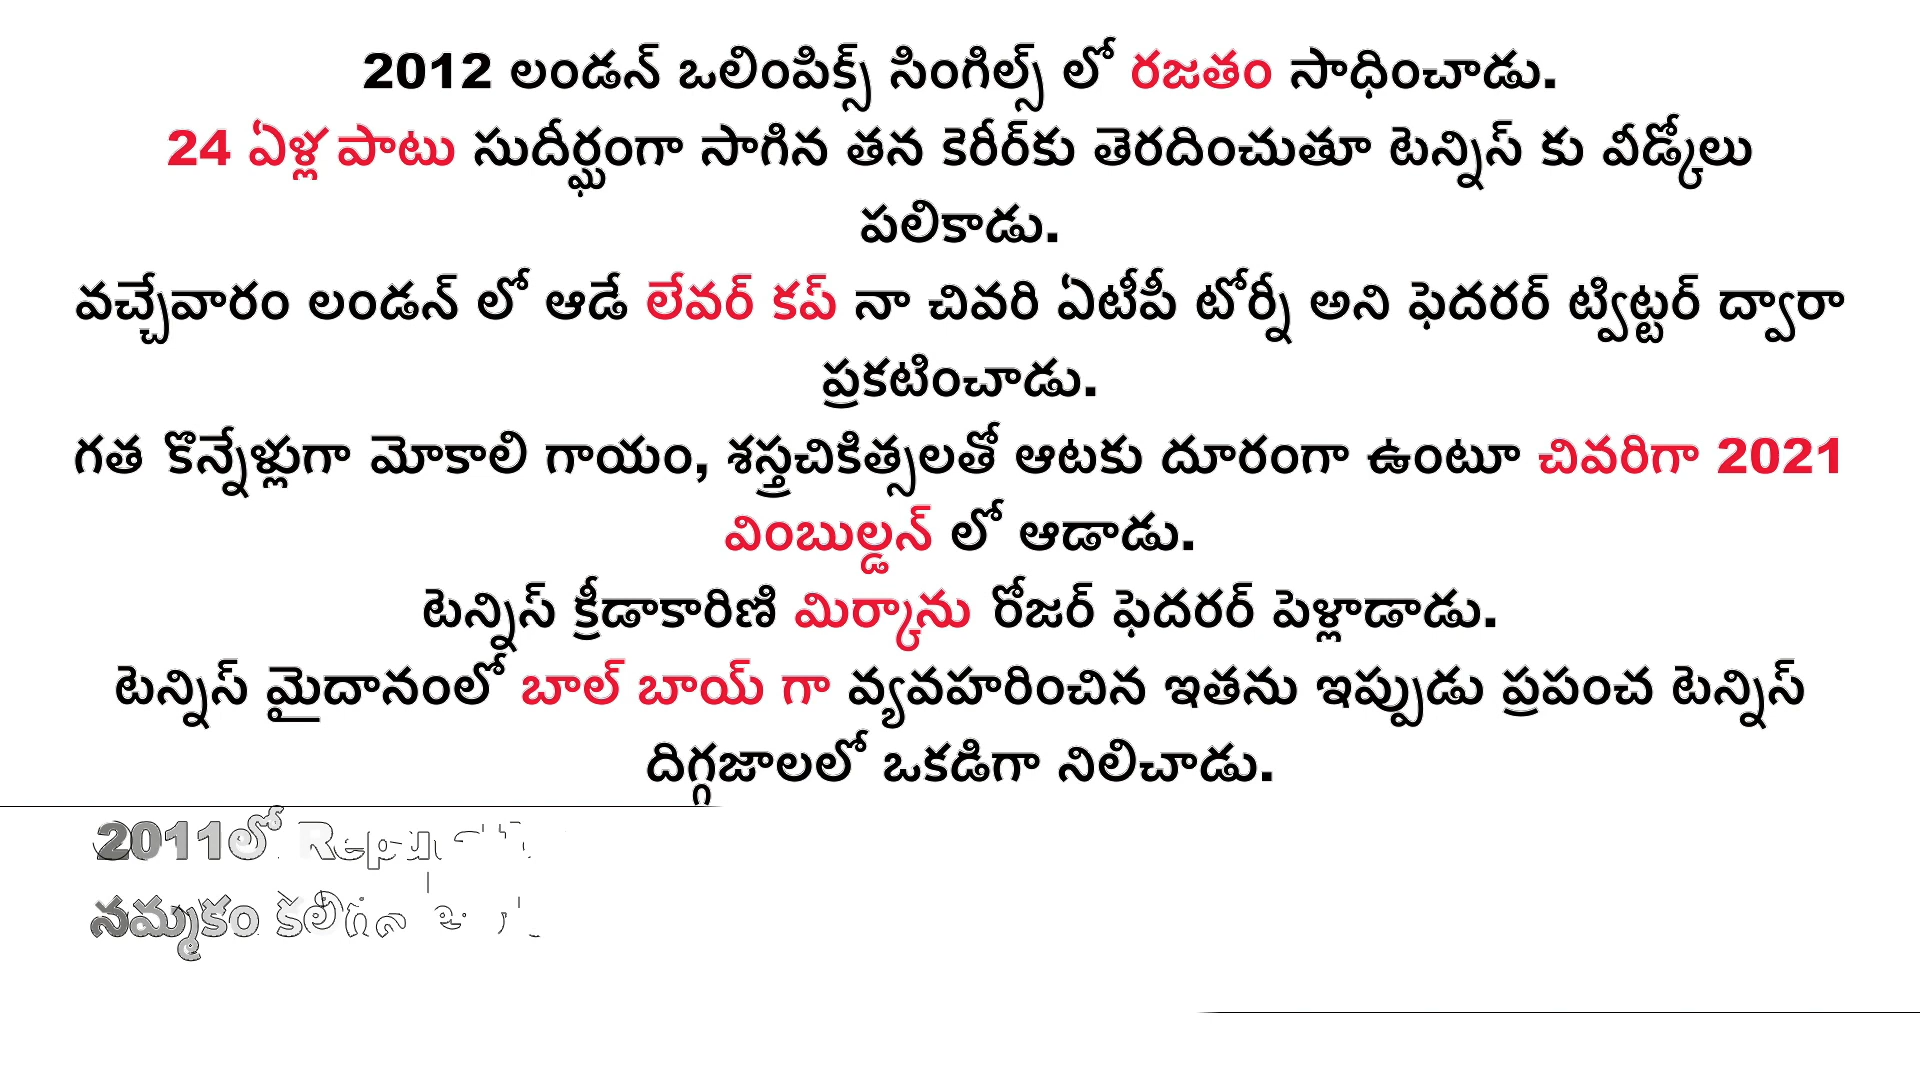 2012 లండన్ ఒలింపిక్స్ సింగిల్స్ లో రజతం సాధించాడు.
24 ఏళ్ల పాటు సుదీర్ఘంగా సాగిన తన కెరీర్‌కు తెరదించుతూ టెన్నిస్ కు వీడ్కోలు
పలికాడు.
వచ్చేవారం లండన్ లో ఆడే లేవర్ కప్ నా చివరి ఏటీపీ టోర్నీ అని ఫెదరర్ ట్విట్టర్ ద్వారా
ప్రకటించాడు.
గత కొన్నేళ్లుగా మోకాలి గాయం, శస్త్రచికిత్సలతో ఆటకు దూరంగా ఉంటూ చివరిగా 2021
వింబుల్డన్ లో ఆడాడు.
టెన్నిస్ క్రీడాకారిణి మిర్కాను రోజర్ ఫెదరర్ పెళ్లాడాడు.
టెన్నిస్ మైదానంలో బాల్ బాయ్ గా వ్యవహరించిన ఇతను ఇప్పుడు ప్రపంచ టెన్నిస్
దిగ్గజాలలో ఒకడిగా నిలిచాడు.
2011లో
నమ్మకం కలిగిన